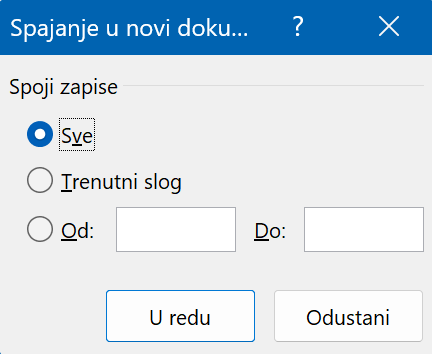 Spajanje u novi doku... ?
Spoji zapise
Sve
Trenutni slog
Od: Do:
U redu Odustani